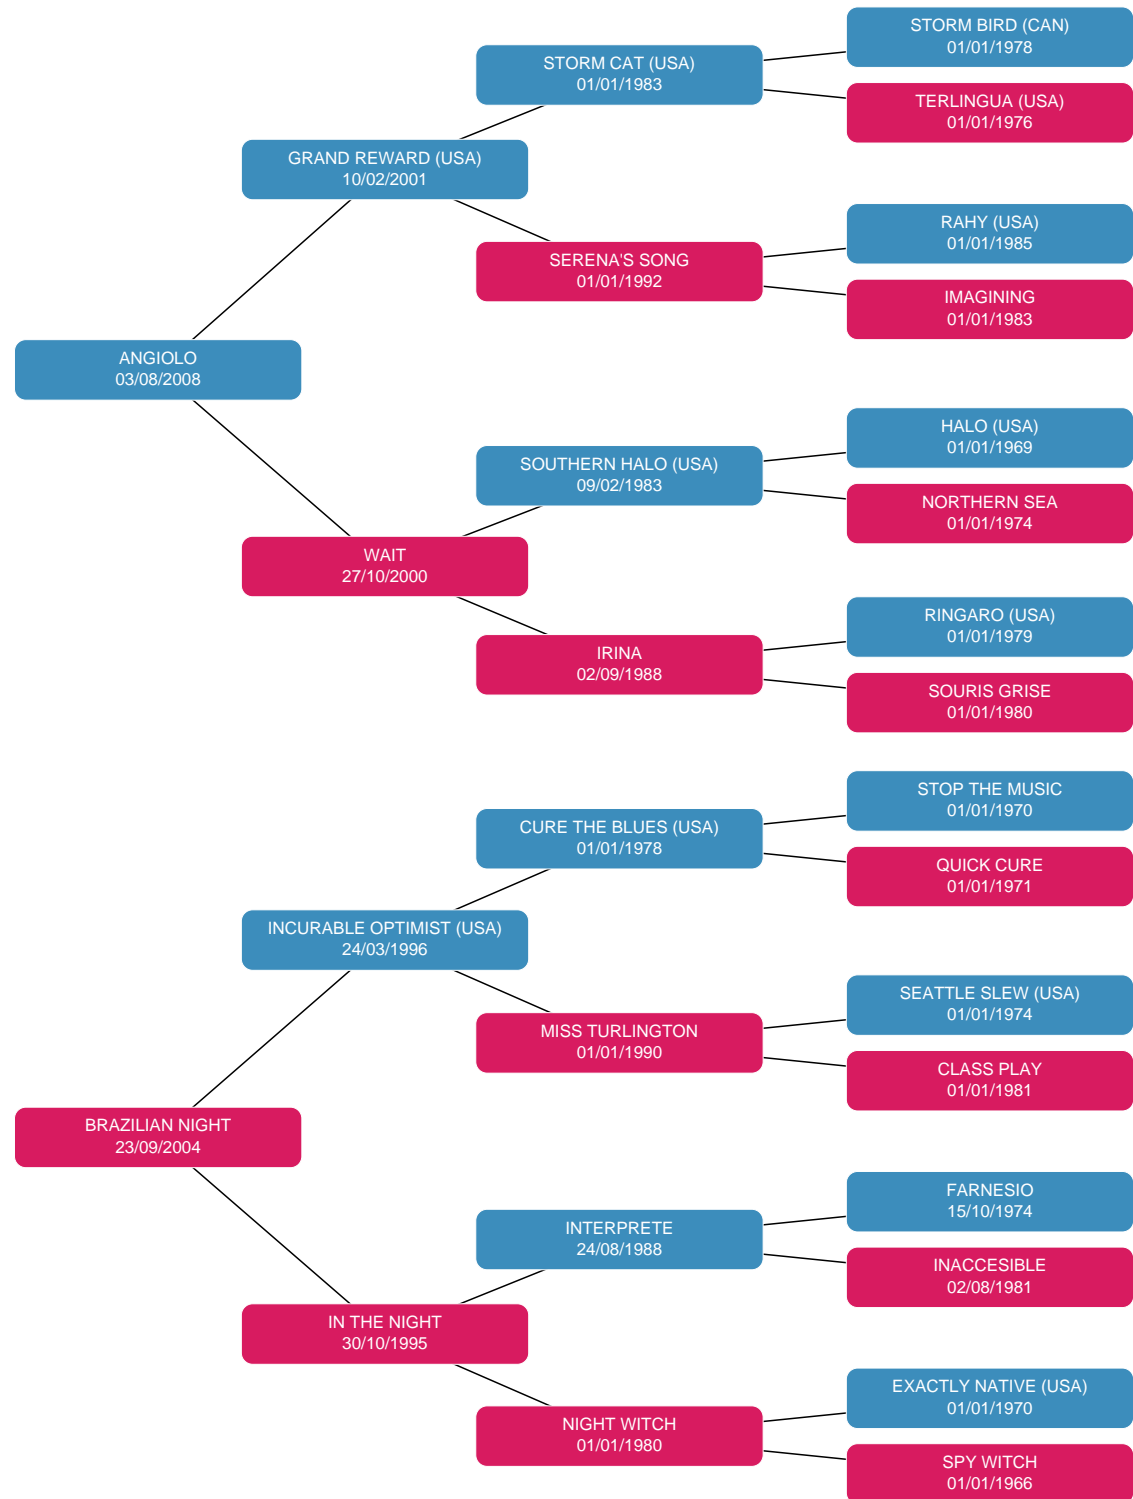 STORM BIRD (CAN)
01/01/1978
STORM CAT (USA)
01/01/1983
TERLINGUA (USA)
01/01/1976
GRAND REWARD (USA)
10/02/2001
RAHY (USA)
01/01/1985
SERENA'S SONG
01/01/1992
IMAGINING
01/01/1983
ANGIOLO
03/08/2008
HALO (USA)
01/01/1969
SOUTHERN HALO (USA)
09/02/1983
NORTHERN SEA
01/01/1974
WAIT
27/10/2000
RINGARO (USA)
01/01/1979
IRINA
02/09/1988
SOURIS GRISE
01/01/1980
STOP THE MUSIC
01/01/1970
CURE THE BLUES (USA)
01/01/1978
QUICK CURE
01/01/1971
INCURABLE OPTIMIST (USA)
24/03/1996
SEATTLE SLEW (USA)
01/01/1974
MISS TURLINGTON
01/01/1990
CLASS PLAY
01/01/1981
BRAZILIAN NIGHT
23/09/2004
FARNESIO
15/10/1974
INTERPRETE
24/08/1988
INACCESIBLE
02/08/1981
IN THE NIGHT
30/10/1995
EXACTLY NATIVE (USA)
01/01/1970
NIGHT WITCH
01/01/1980
SPY WITCH
01/01/1966